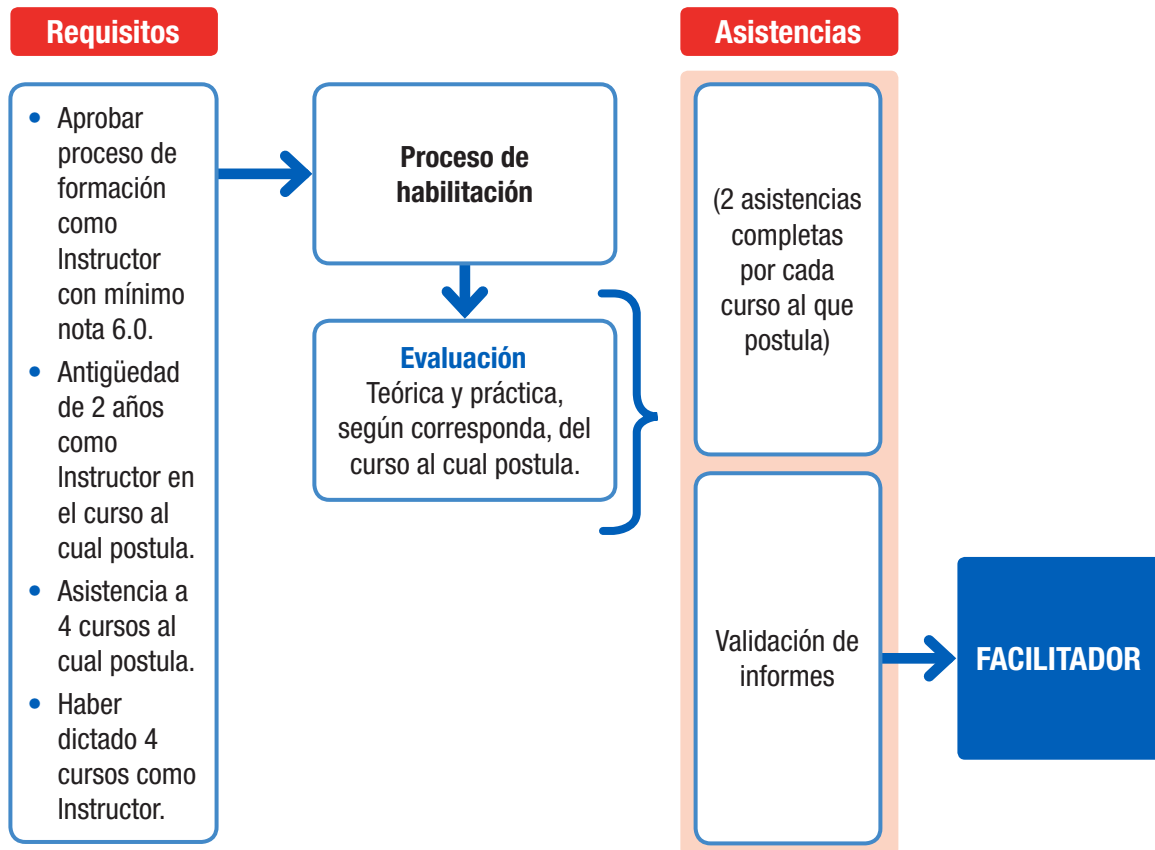 Requisitos
• Aprobar
proceso de
formación
como
Instructor
con mínimo
nota 6.0.
• Antigüedad
de 2 años
como
Instructor en
el curso al
cual postula.
• Asistencia a
4 cursos al
cual postula.
• Haber
dictado 4
cursos como
Instructor.
Proceso de
habilitación
Evaluación
Teórica y práctica,
según corresponda, del
curso al cual postula.
Asistencias
(2 asistencias
completas
por cada
curso al que
postula)
Validación de
informes
FACILITADOR